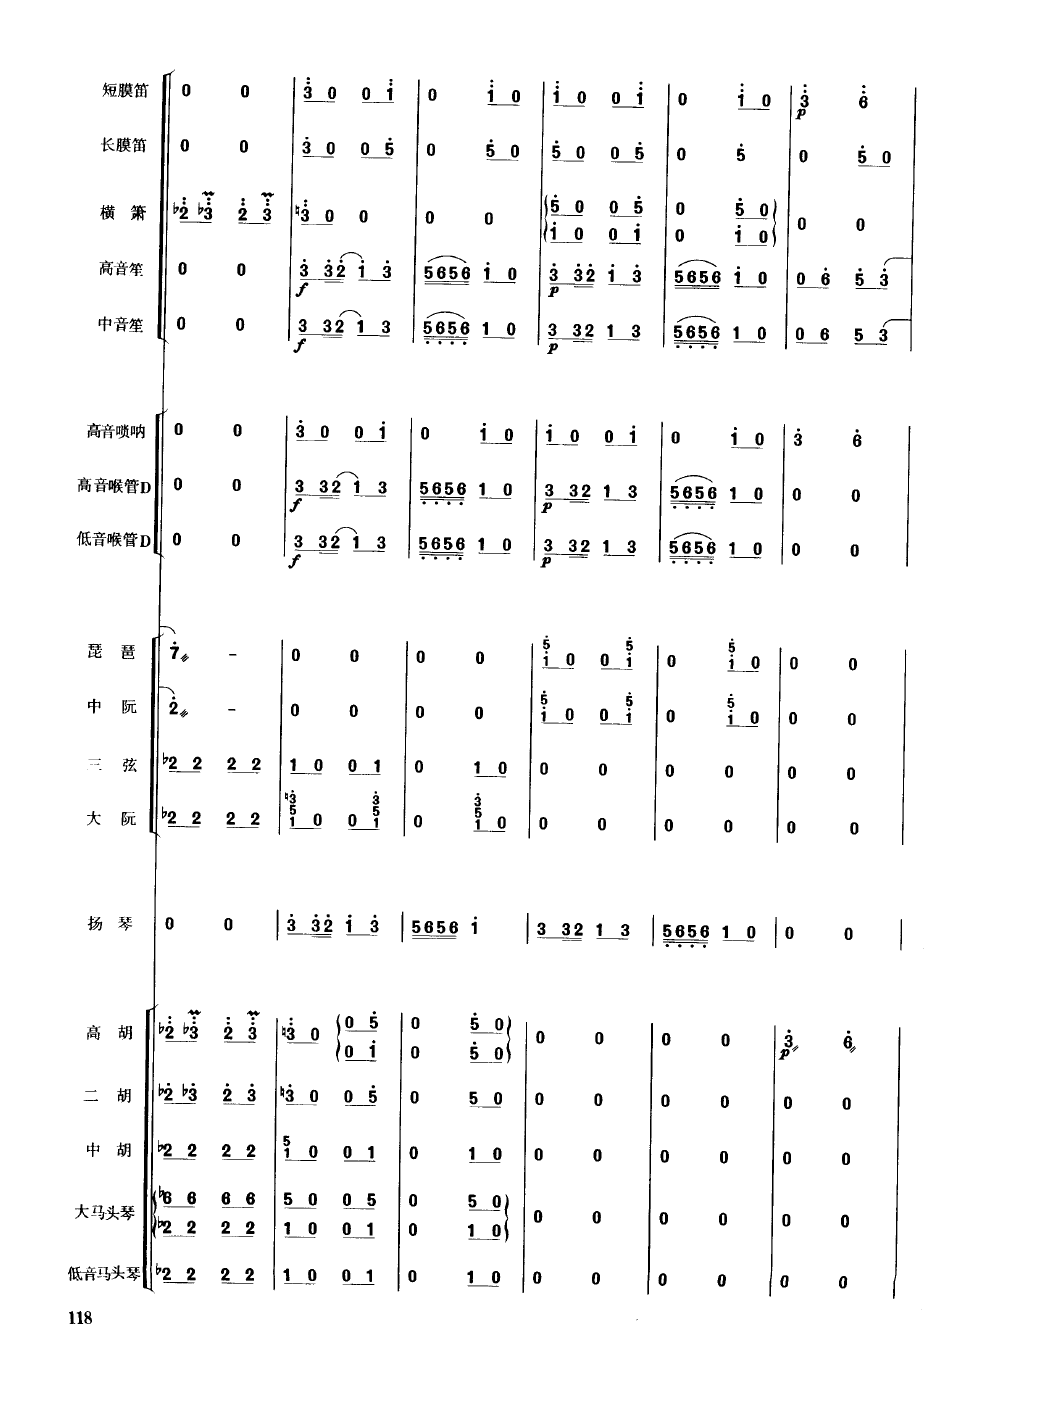 短膜笛 0 0 | 3 0 0 1 | 0 1 0 | 1 0 0 1 | 0 1 0 | 3 6 |
p
长膜笛 0 0 | 3 0 0 5 | 0 5 0 | 5 0 0 5 | 0 5 | 0 5 0
横箫 ♭2 ♭3 2 3 | ♮3 0 0 | 0 0 | 5 0 0 5 | 0 5 0 | 0 0
1 0 0 1 | 0 1 0
高音笙 0 0 | 3 32 1 3 | 5656 1 0 | 3 32 1 3 | 5656 1 0 | 0 6 5 3 |
f p
中音笙 0 0 | 3 32 1 3 | 5656 1 0 | 3 32 1 3 | 5656 1 0 | 0 6 5 3 |
f p
高音唢呐 0 0 | 3 0 0 1 | 0 1 0 | 1 0 0 1 | 0 1 0 | 3 6
高音喉管D 0 0 | 3 32 1 3 | 5656 1 0 | 3 32 1 3 | 5656 1 0 | 0 0
f p
低音喉管D 0 0 | 3 32 1 3 | 5656 1 0 | 3 32 1 3 | 5656 1 0 | 0 0
f p
5 5 5
琵琶 7 – | 0 0 | 0 0 | 1 0 0 1 | 0 1 0 | 0 0
5 5 5
中阮 2 – | 0 0 | 0 0 | 1 0 0 1 | 0 1 0 | 0 0
三弦 ♭2 2 2 2 | 1 0 0 1 | 0 1 0 | 0 0 | 0 0 | 0 0
♮3 3 3
5 5 5
大阮 ♭2 2 2 2 | 1 0 0 1 | 0 1 0 | 0 0 | 0 0 | 0 0
扬琴 0 0 | 3 32 1 3 | 5656 1 | 3 32 1 3 | 5656 1 0 | 0 0 |
高胡 ♭2 ♭3 2 3 | ♮3 0 0 5 | 0 5 0 | 0 0 | 0 0 | 3 6
0 1 | 0 5 0 p
二胡 ♭2 ♭3 2 3 | ♮3 0 0 5 | 0 5 0 | 0 0 | 0 0 | 0 0
5
中胡 ♭2 2 2 2 | 1 0 0 1 | 0 1 0 | 0 0 | 0 0 | 0 0
大马头琴 ♭6 6 6 6 | 5 0 0 5 | 0 5 0 | 0 0 | 0 0 | 0 0
♭2 2 2 2 | 1 0 0 1 | 0 1 0
低音马头琴 ♭2 2 2 2 | 1 0 0 1 | 0 1 0 | 0 0 | 0 0 | 0 0
118